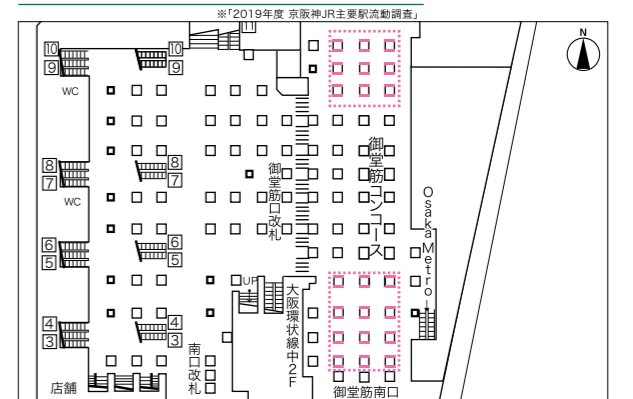 ※「2019年度 京阪神JR主要駅流動調査」
11
10
9
WC
10
9
N
8
7
WC
8
7
御堂筋口改札
御堂筋コンコース
Osaka Metro→
6
5
6
5
UP
大阪環状線中2F
4
3
4
3
南口改札
店舗
御堂筋南口